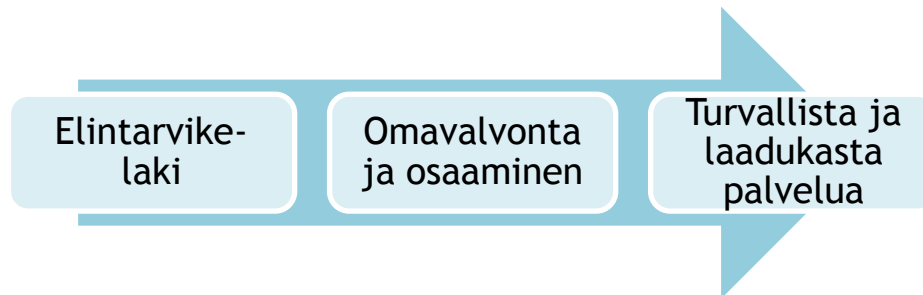 Elintarvike-
laki
Omavalvonta
ja osaaminen
Turvallista ja
laadukasta
palvelua